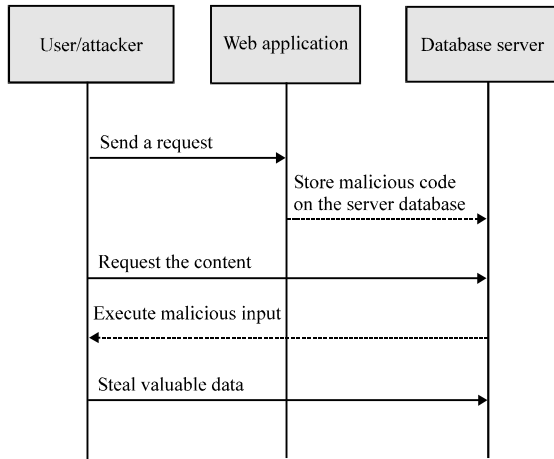 User/attacker
Web application
Database server
Send a request
Store malicious code
on the server database
Request the content
Execute malicious input
Steal valuable data